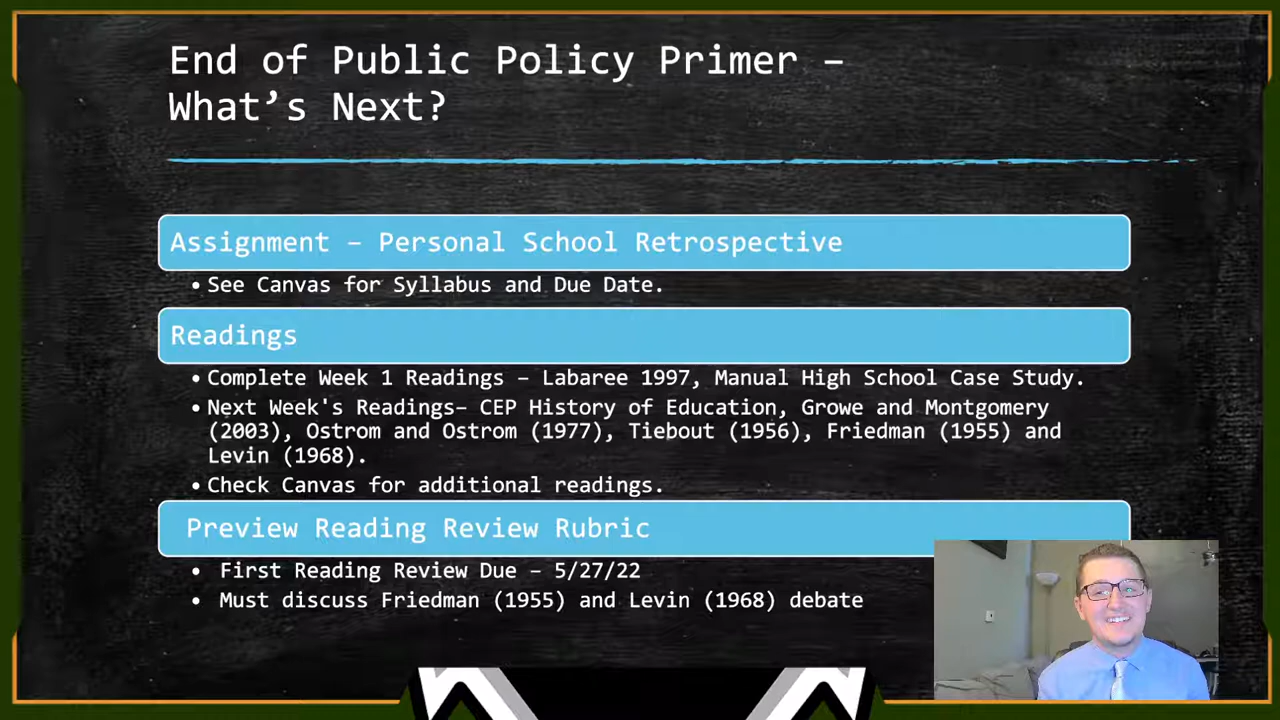 End of Public Policy Primer –
What’s Next?
Assignment – Personal School Retrospective
• See Canvas for Syllabus and Due Date.
Readings
• Complete Week 1 Readings – Labaree 1997, Manual High School Case Study.
• Next Week's Readings– CEP History of Education, Growe and Montgomery
(2003), Ostrom and Ostrom (1977), Tiebout (1956), Friedman (1955) and
Levin (1968).
• Check Canvas for additional readings.
Preview Reading Review Rubric
• First Reading Review Due – 5/27/22
• Must discuss Friedman (1955) and Levin (1968) debate